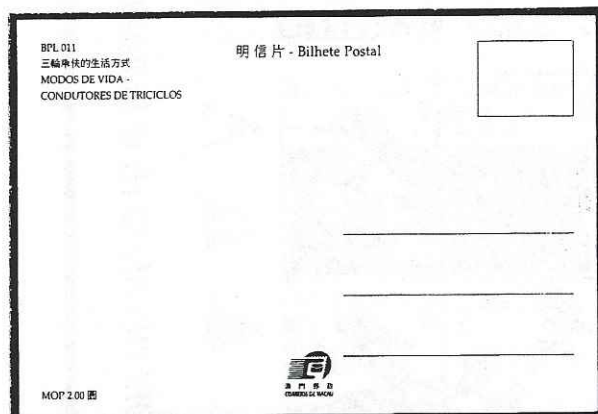 BPL 011
三輪車伕的生活方式
MODOS DE VIDA -
CONDUTORES DE TRICICLOS
明信片 - Bilhete Postal
MOP 2.00 圓
澳門郵政
CORREIOS DE MACAU